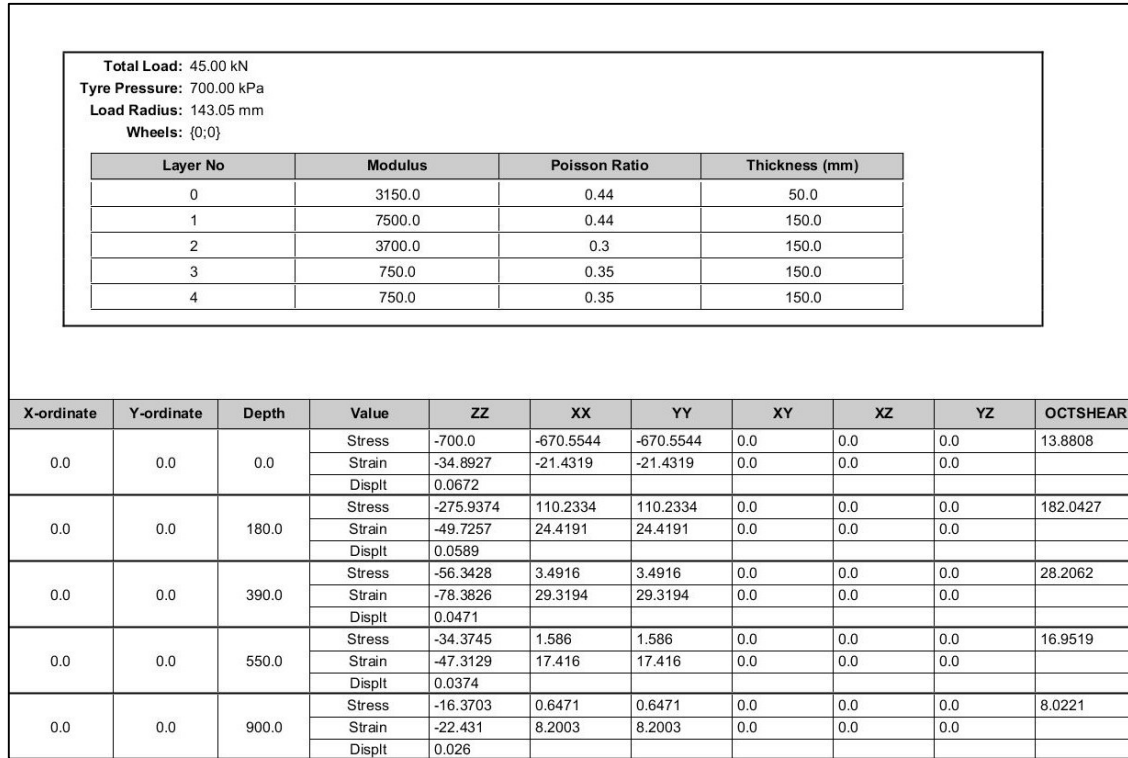 Total Load: 45.00 kN
Tyre Pressure: 700.00 kPa
Load Radius: 143.05 mm
Wheels: {0;0}
Layer No Modulus Poisson Ratio Thickness (mm)
0 3150.0 0.44 50.0
1 7500.0 0.44 150.0
2 3700.0 0.3 150.0
3 750.0 0.35 150.0
4 750.0 0.35 150.0
X-ordinate Y-ordinate Depth Value ZZ XX YY XY XZ YZ OCTSHEAR
Stress -700.0 -670.5544 -670.5544 0.0 0.0 0.0 13.8808
0.0 0.0 0.0 Strain -34.8927 -21.4319 -21.4319 0.0 0.0 0.0
Displt 0.0672
Stress -275.9374 110.2334 110.2334 0.0 0.0 0.0 182.0427
0.0 0.0 180.0 Strain -49.7257 24.4191 24.4191 0.0 0.0 0.0
Displt 0.0589
Stress -56.3428 3.4916 3.4916 0.0 0.0 0.0 28.2062
0.0 0.0 390.0 Strain -78.3826 29.3194 29.3194 0.0 0.0 0.0
Displt 0.0471
Stress -34.3745 1.586 1.586 0.0 0.0 0.0 16.9519
0.0 0.0 550.0 Strain -47.3129 17.416 17.416 0.0 0.0 0.0
Displt 0.0374
Stress -16.3703 0.6471 0.6471 0.0 0.0 0.0 8.0221
0.0 0.0 900.0 Strain -22.431 8.2003 8.2003 0.0 0.0 0.0
Displt 0.026